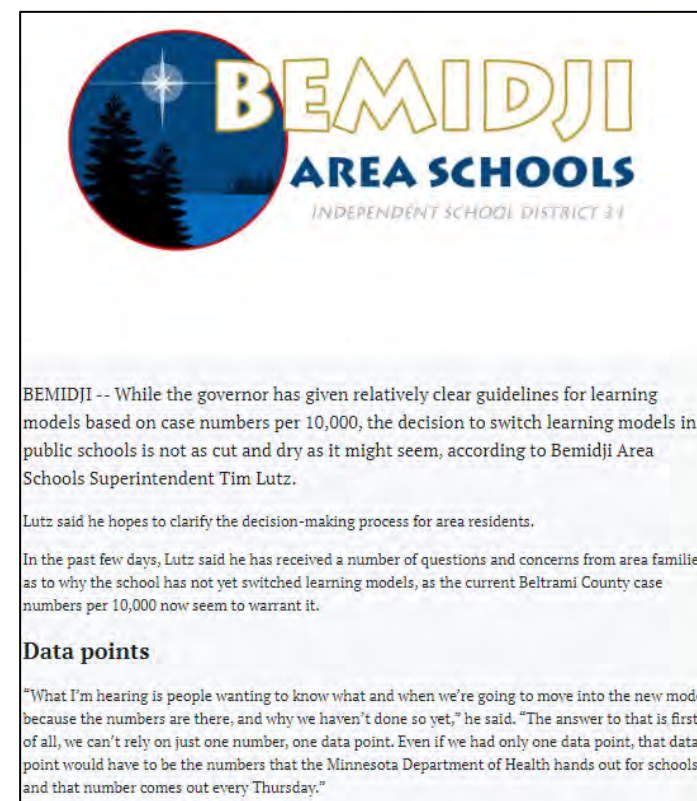 BEMIDJI
AREA SCHOOLS
INDEPENDENT SCHOOL DISTRICT 31
BEMIDJI -- While the governor has given relatively clear guidelines for learning
models based on case numbers per 10,000, the decision to switch learning models in
public schools is not as cut and dry as it might seem, according to Bemidji Area
Schools Superintendent Tim Lutz.
Lutz said he hopes to clarify the decision-making process for area residents.
In the past few days, Lutz said he has received a number of questions and concerns from area familie
as to why the school has not yet switched learning models, as the current Beltrami County case
numbers per 10,000 now seem to warrant it.
Data points
“What I’m hearing is people wanting to know what and when we’re going to move into the new mod
because the numbers are there, and why we haven’t done so yet,” he said. “The answer to that is first
of all, we can’t rely on just one number, one data point. Even if we had only one data point, that data
point would have to be the numbers that the Minnesota Department of Health hands out for schools
and that number comes out every Thursday.”